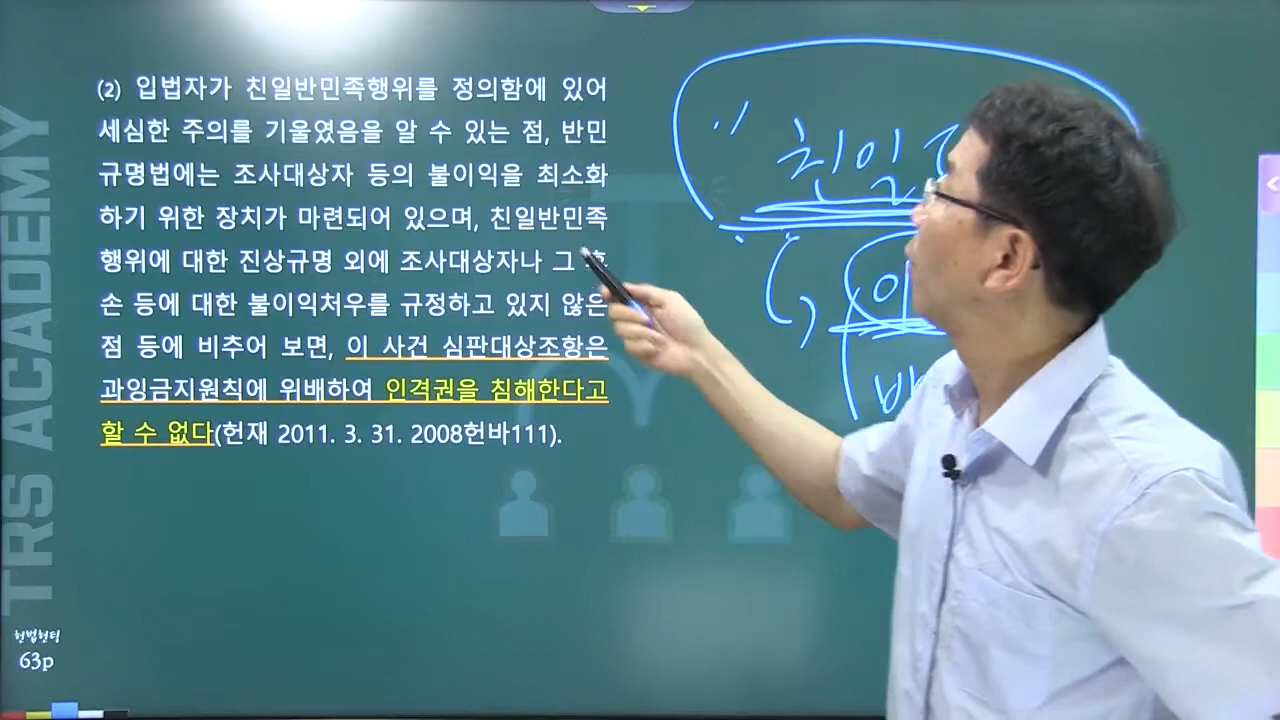 (2) 입법자가 친일반민족행위를 정의함에 있어
세심한 주의를 기울였음을 알 수 있는 점, 반민
규명법에는 조사대상자 등의 불이익을 최소화
하기 위한 장치가 마련되어 있으며, 친일반민족
행위에 대한 진상규명 외에 조사대상자나 그 후
손 등에 대한 불이익처우를 규정하고 있지 않은
점 등에 비추어 보면, 이 사건 심판대상조항은
과잉금지원칙에 위배하여 인격권을 침해한다고
할 수 없다(헌재 2011. 3. 31. 2008헌바111).
친일
TRS ACADEMY
헌법헌팅
63p